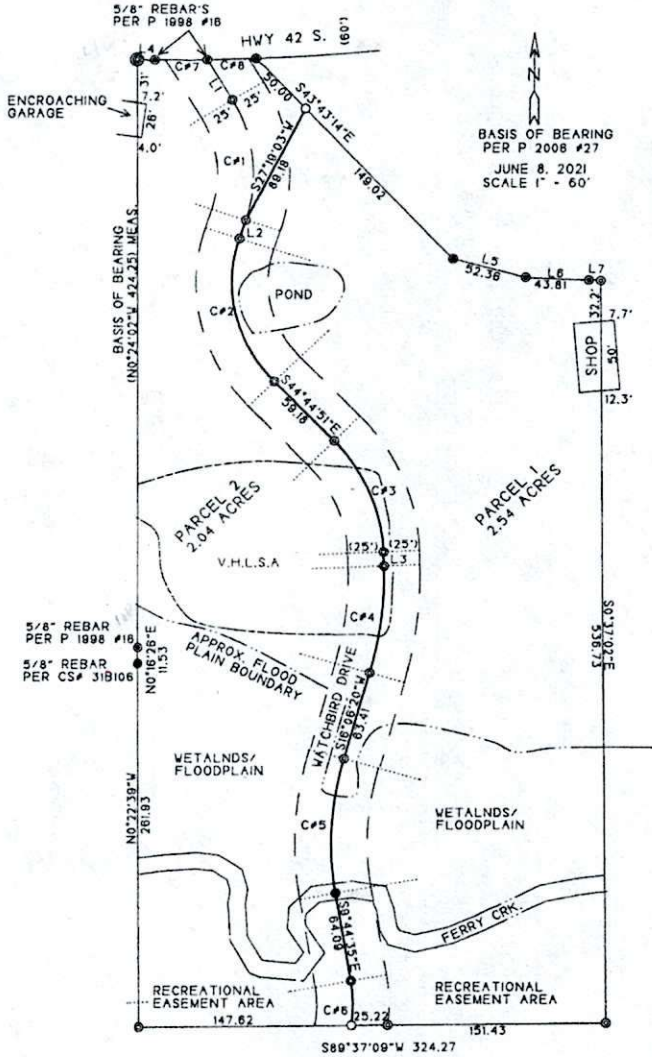 5/8" REBAR'S
PER P 1998 #16
HWY 42 S.
(60')
L4
C#7
C#8
L1
50.00
S43°43'14"E
149.02
N
BASIS OF BEARING
PER P 2006 #27
JUNE 8, 2021
SCALE 1" - 60'
31'
7.2'
ENCROACHING
GARAGE
26'
4.0'
25'
25'
C#1
S27°10'03"W
89.18
L2
L5
52.36
L6
43.81
L7
32.2'
7.7'
SHOP
50'
12.3'
BASIS OF BEARING
(N0°24'02"W 424.25) MEAS.
POND
C#2
S44°44'51"E
59.18
C#3
PARCEL 2
2.04 ACRES
PARCEL 1
2.54 ACRES
V.H.L.S.A
(25')
(25')
L3
C#4
5/8" REBAR
PER P 1998 #16
5/8" REBAR
PER CS# 31B106
N0°16'26"E
11.53
APPROX. FLOOD
PLAIN BOUNDARY
WATCHBIRD DRIVE
S16°06'20"W
63.41
S0°37'02"E
536.73
WETALNDS/
FLOODPLAIN
WETALNDS/
FLOODPLAIN
N0°22'39"W
261.93
C#5
S9°44'35"E
64.09
FERRY CRK.
RECREATIONAL
EASEMENT AREA
RECREATIONAL
EASEMENT AREA
C#6
147.62
25.22
151.43
S89°37'09"W 324.27